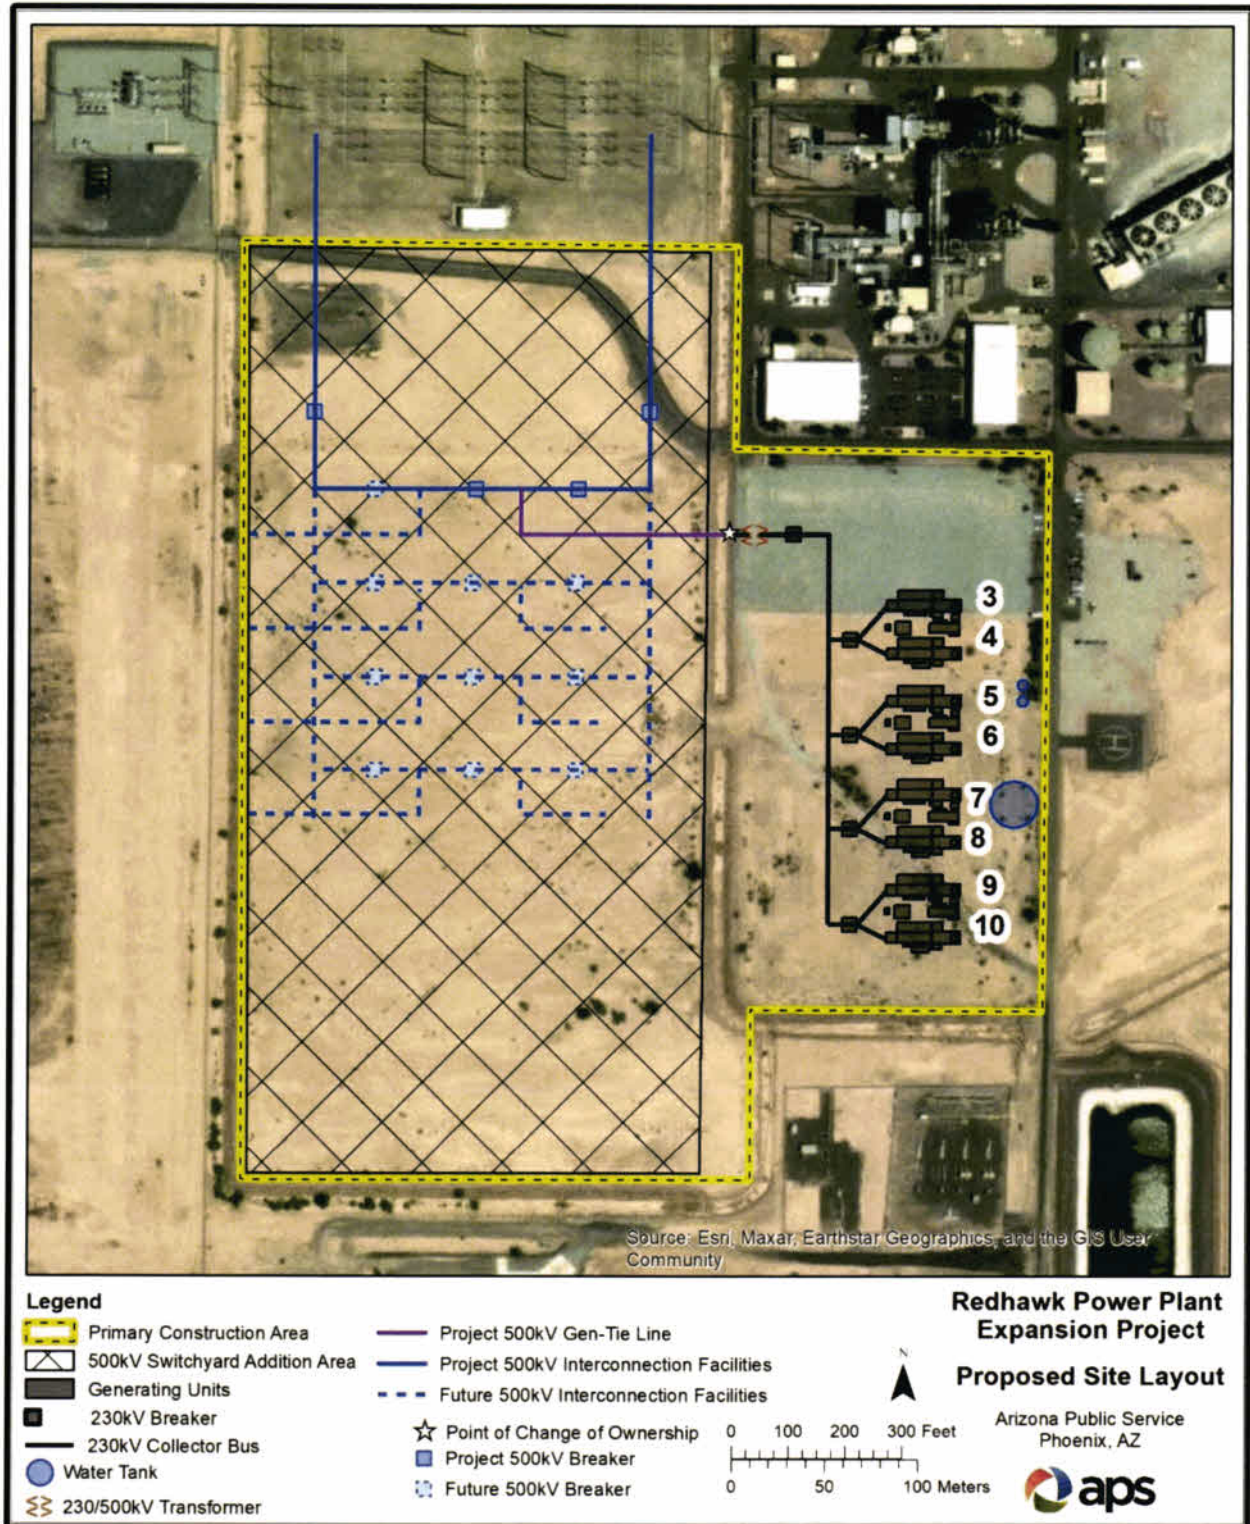 3
4
5
6
7
8
9
10
H
Source: Esri, Maxar, Earthstar Geographics, and the GIS User
Community
Legend
Primary Construction Area
500kV Switchyard Addition Area
Generating Units
230kV Breaker
230kV Collector Bus
Water Tank
230/500kV Transformer
Project 500kV Gen-Tie Line
Project 500kV Interconnection Facilities
Future 500kV Interconnection Facilities
Point of Change of Ownership
Project 500kV Breaker
Future 500kV Breaker
N
0 100 200 300 Feet
0 50 100 Meters
Redhawk Power Plant
Expansion Project
Proposed Site Layout
Arizona Public Service
Phoenix, AZ
aps